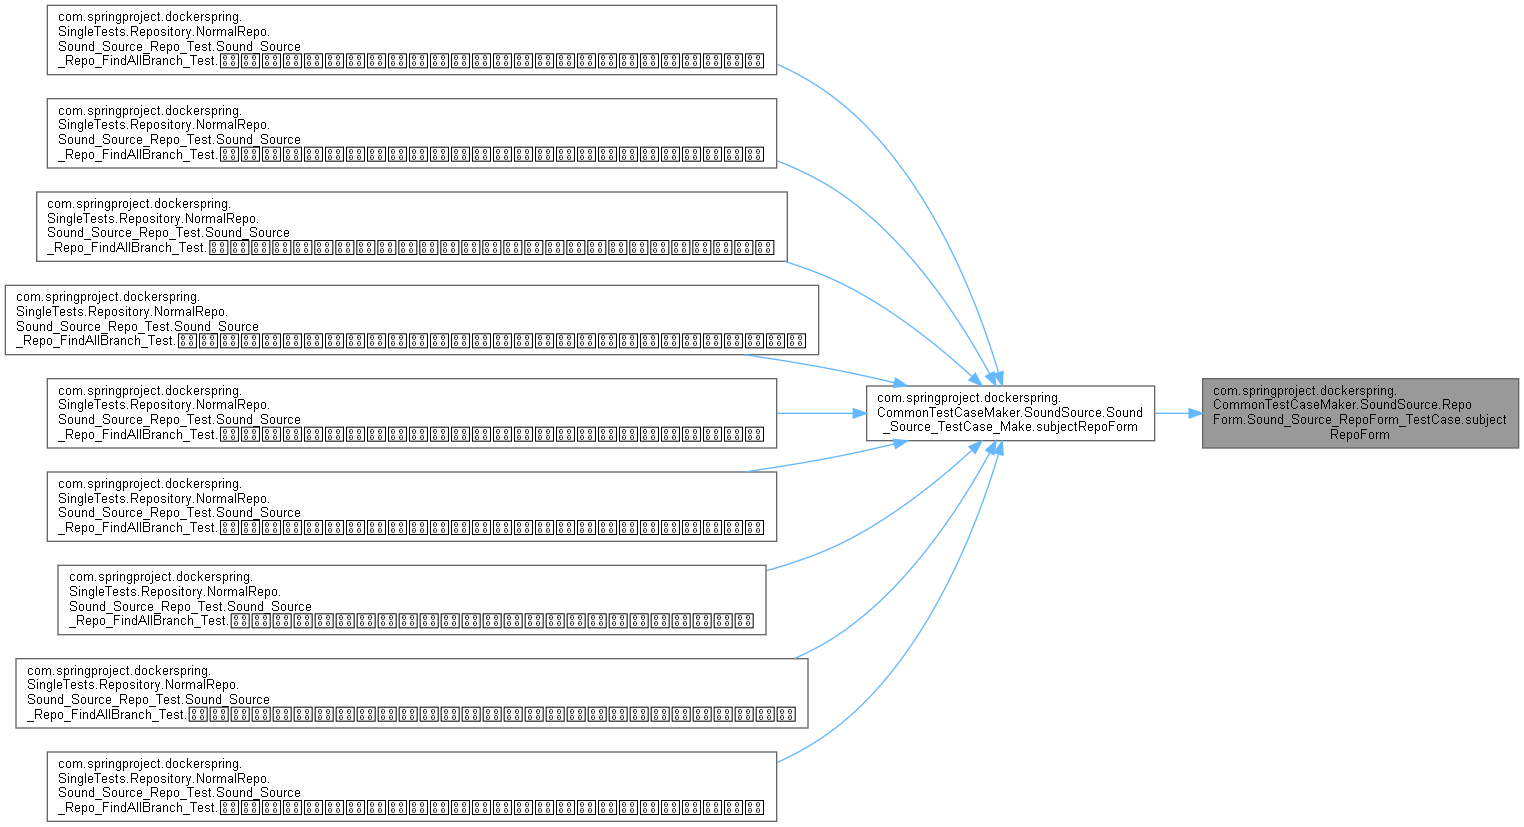 com.springproject.dockerspring.
SingleTests.Repository.NormalRepo.
Sound_Source_Repo_Test.Sound_Source
_Repo_FindAllBranch_Test.
com.springproject.dockerspring.
SingleTests.Repository.NormalRepo.
Sound_Source_Repo_Test.Sound_Source
_Repo_FindAllBranch_Test.
com.springproject.dockerspring.
SingleTests.Repository.NormalRepo.
Sound_Source_Repo_Test.Sound_Source
_Repo_FindAllBranch_Test.
com.springproject.dockerspring.
SingleTests.Repository.NormalRepo.
Sound_Source_Repo_Test.Sound_Source
_Repo_FindAllBranch_Test.
com.springproject.dockerspring.
SingleTests.Repository.NormalRepo.
Sound_Source_Repo_Test.Sound_Source
_Repo_FindAllBranch_Test.
com.springproject.dockerspring.
SingleTests.Repository.NormalRepo.
Sound_Source_Repo_Test.Sound_Source
_Repo_FindAllBranch_Test.
com.springproject.dockerspring.
SingleTests.Repository.NormalRepo.
Sound_Source_Repo_Test.Sound_Source
_Repo_FindAllBranch_Test.
com.springproject.dockerspring.
SingleTests.Repository.NormalRepo.
Sound_Source_Repo_Test.Sound_Source
_Repo_FindAllBranch_Test.
com.springproject.dockerspring.
SingleTests.Repository.NormalRepo.
Sound_Source_Repo_Test.Sound_Source
_Repo_FindAllBranch_Test.
com.springproject.dockerspring.
CommonTestCaseMaker.SoundSource.Sound
_Source_TestCase_Make.subjectRepoForm
com.springproject.dockerspring.
CommonTestCaseMaker.SoundSource.Repo
Form.Sound_Source_RepoForm_TestCase.subject
RepoForm